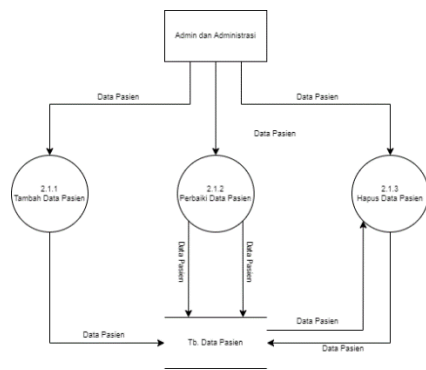 Admin dan Administrasi
Data Pasien
Data Pasien
Data Pasien
2.1.1
Tambah Data Pasien
2.1.2
Perbaiki Data Pasien
2.1.3
Hapus Data Pasien
Data Pasien
Data Pasien
Data Pasien
Data Pasien
Tb. Data Pasien
Data Pasien